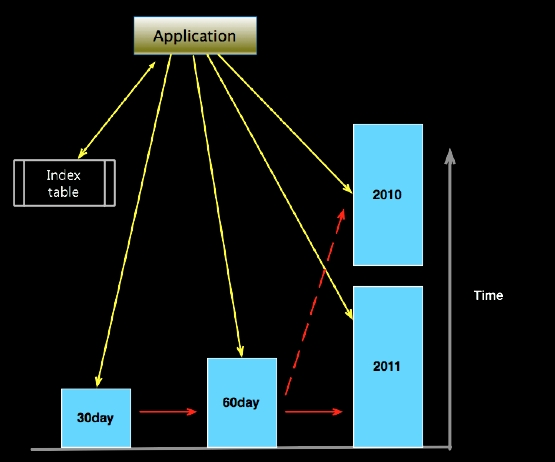 Application
Index
table
2010
Time
2011
60day
30day